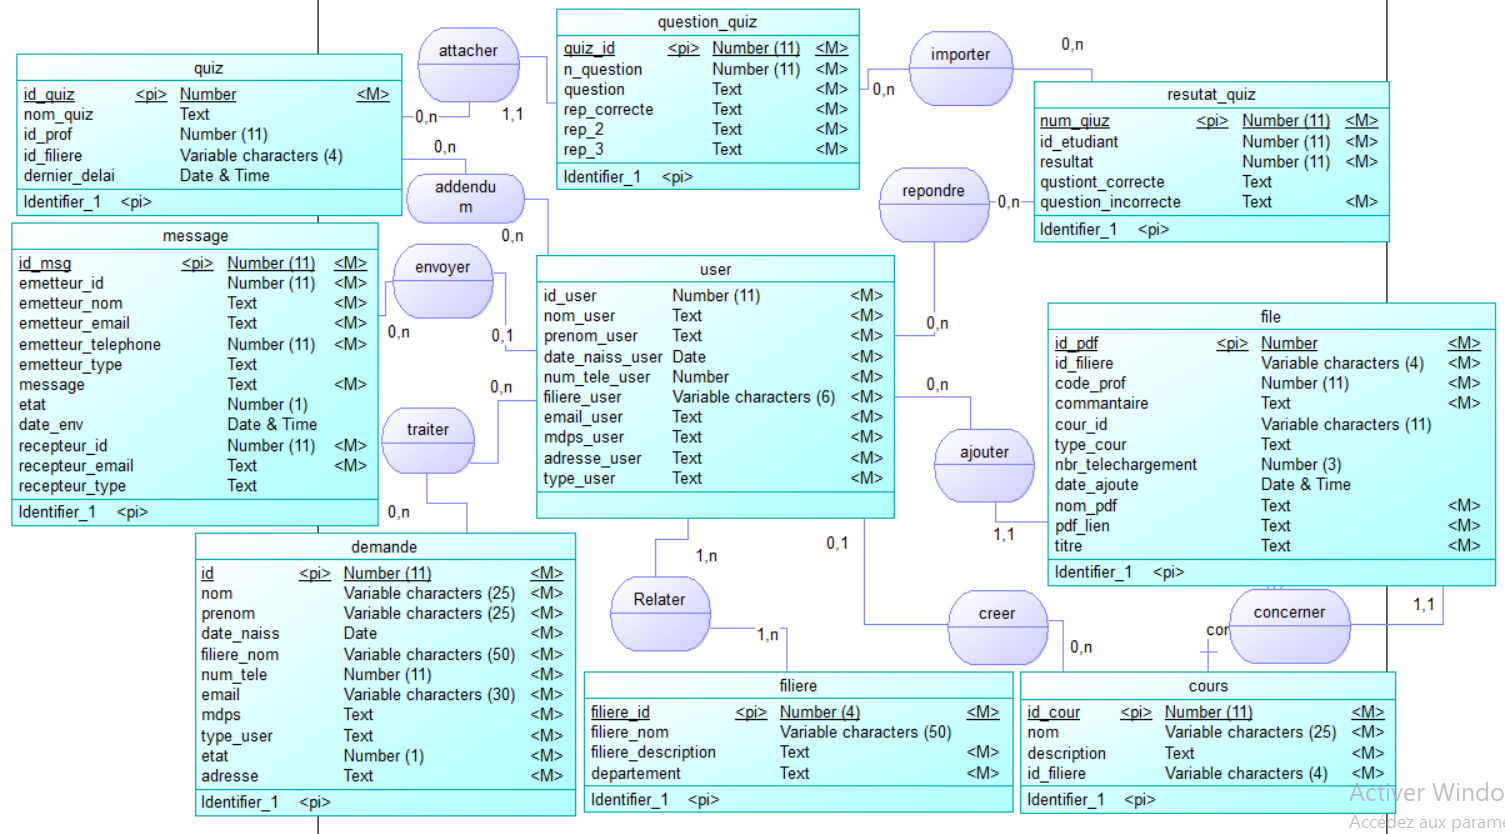 attacher
question_quiz
quiz_id <pi> Number (11) <M>
n_question Number (11) <M>
question Text <M>
rep_correcte Text <M>
rep_2 Text <M>
rep_3 Text <M>
Identifier_1 <pi>
importer
0,n
0,n
quiz
id_quiz <pi> Number <M>
nom_quiz Text
id_prof Number (11)
id_filiere Variable characters (4)
dernier_delai Date & Time
Identifier_1 <pi>
0,n
1,1
0,n
addendu
m
0,n
resutat_quiz
num_qiuz <pi> Number (11) <M>
id_etudiant Number (11) <M>
resultat Number (11) <M>
qustiont_correcte Text
question_incorrecte Text <M>
Identifier_1 <pi>
repondre
0,n
0,n
message
id_msg <pi> Number (11) <M>
emetteur_id Number (11) <M>
emetteur_nom Text <M>
emetteur_email Text <M>
emetteur_telephone Number (11) <M>
emetteur_type Text
message Text <M>
etat Number (1)
date_env Date & Time
recepteur_id Number (11) <M>
recepteur_email Text <M>
recepteur_type Text
Identifier_1 <pi>
envoyer
0,n
0,1
user
id_user Number (11) <M>
nom_user Text <M>
prenom_user Text <M>
date_naiss_user Date <M>
num_tele_user Number <M>
filiere_user Variable characters (6) <M>
email_user Text <M>
mdps_user Text <M>
adresse_user Text <M>
type_user Text <M>
file
id_pdf <pi> Number <M>
id_filiere Variable characters (4) <M>
code_prof Number (11) <M>
commantaire Text <M>
cour_id Variable characters (11)
type_cour Text
nbr_telechargement Number (3)
date_ajoute Date & Time
nom_pdf Text <M>
pdf_lien Text <M>
titre Text <M>
Identifier_1 <pi>
0,n
traiter
0,n
0,n
ajouter
1,1
demande
id <pi> Number (11) <M>
nom Variable characters (25) <M>
prenom Variable characters (25) <M>
date_naiss Date <M>
filiere_nom Variable characters (50) <M>
num_tele Number (11) <M>
email Variable characters (30) <M>
mdps Text <M>
type_user Text <M>
etat Number (1) <M>
adresse Text <M>
Identifier_1 <pi>
1,n
Relater
1,n
0,1
creer
0,n
concerner
1,1
cor
filiere
filiere_id <pi> Number (4) <M>
filiere_nom Variable characters (50)
filiere_description Text <M>
departement Text <M>
Identifier_1 <pi>
cours
id_cour <pi> Number (11) <M>
nom Variable characters (25) <M>
description Text <M>
id_filiere Variable characters (4) <M>
Identifier_1 <pi>
Activer Windo
Accédez aux parame